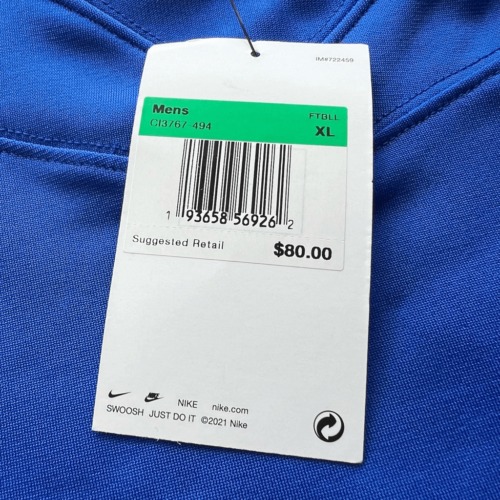 IM#722459
Mens FTBLL
CI3767 494 XL
1 93658 56926 2
Suggested Retail $80.00
NIKE nike.com
SWOOSH JUST DO IT ©2021 Nike